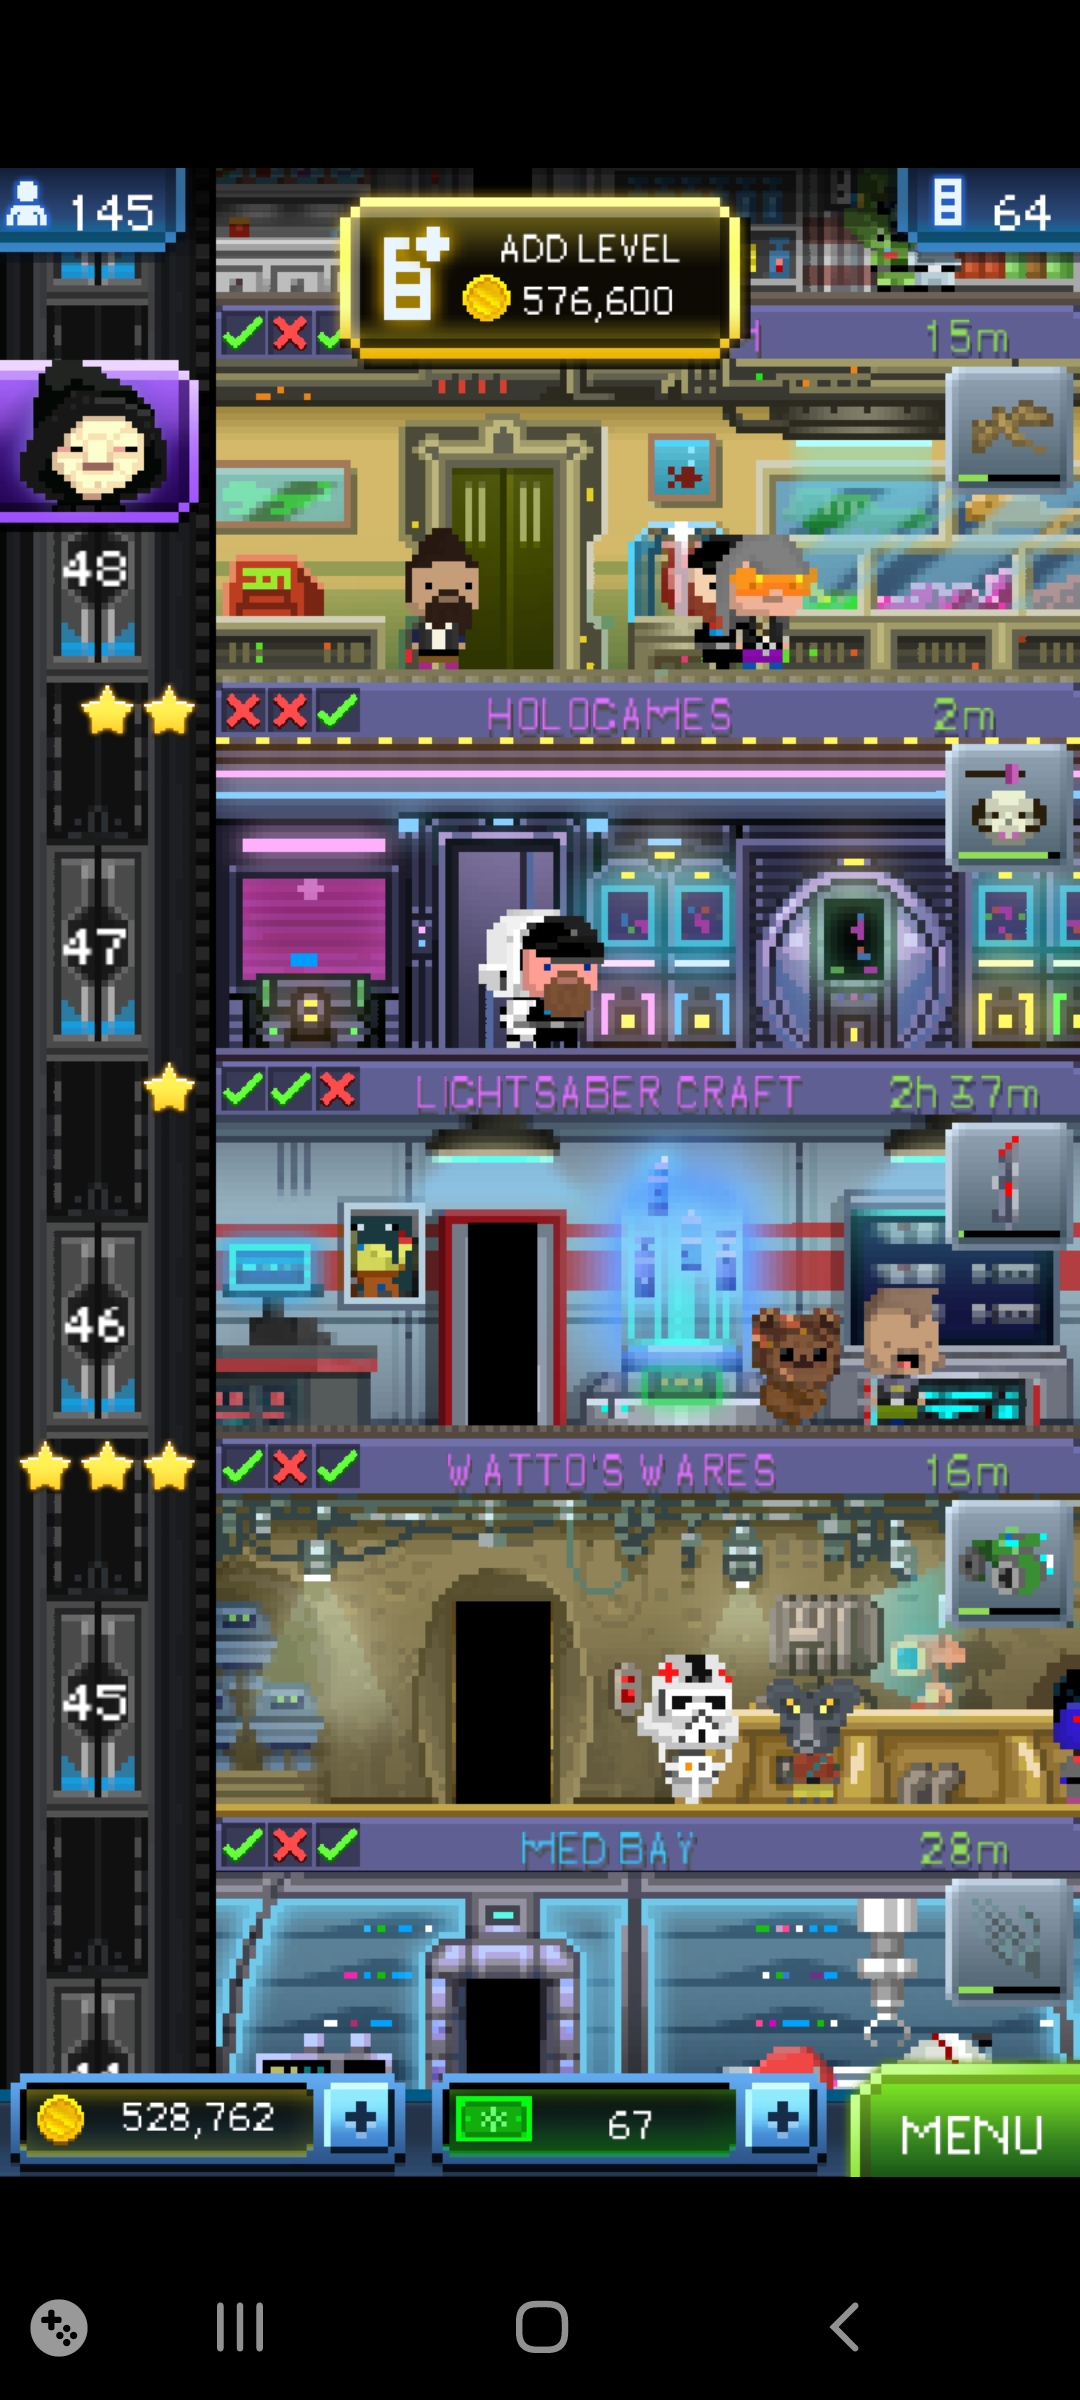 145
64
ADD LEVEL
576,600
15m
48
HOLOGAMES
2m
47
LIGHTSABER CRAFT
2h 37m
46
WATTO'S WARES
16m
45
MED BAY
28m
528,762
67
MENU